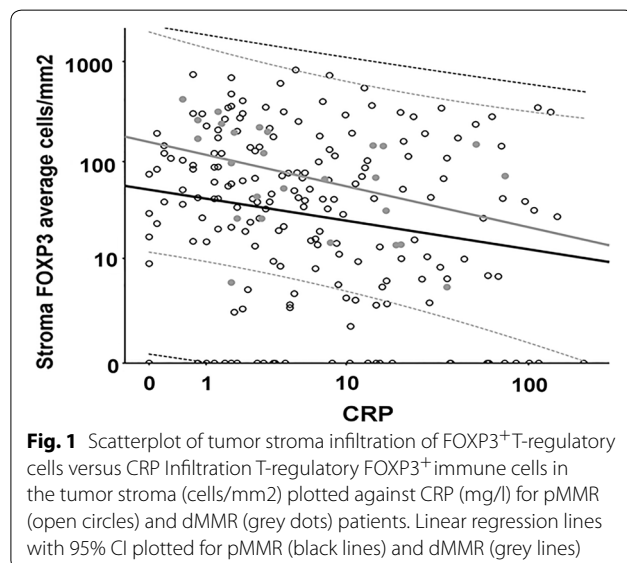 1000
100
10
0
Stroma FOXP3 average cells/mm2
0 1 10 100
CRP
Fig. 1 Scatterplot of tumor stroma infiltration of FOXP3+ T-regulatory
cells versus CRP Infiltration T-regulatory FOXP3+ immune cells in
the tumor stroma (cells/mm2) plotted against CRP (mg/l) for pMMR
(open circles) and dMMR (grey dots) patients. Linear regression lines
with 95% CI plotted for pMMR (black lines) and dMMR (grey lines)